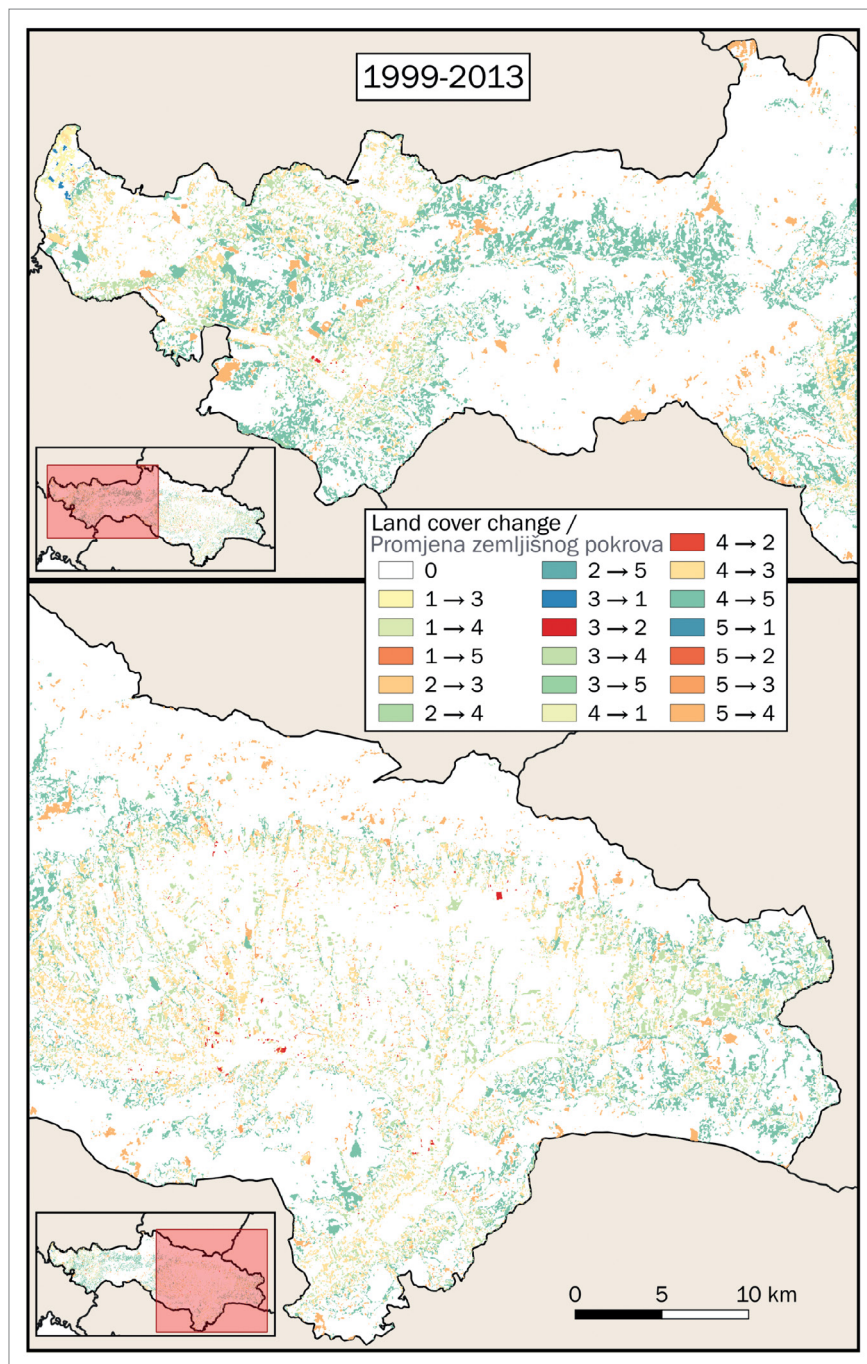 1999-2013
Land cover change /
Promjena zemljišnog pokrova
0
1 → 3
1 → 4
1 → 5
2 → 3
2 → 4
2 → 5
3 → 1
3 → 2
3 → 4
3 → 5
4 → 1
4 → 2
4 → 3
4 → 5
5 → 1
5 → 2
5 → 3
5 → 4
0 5 10 km